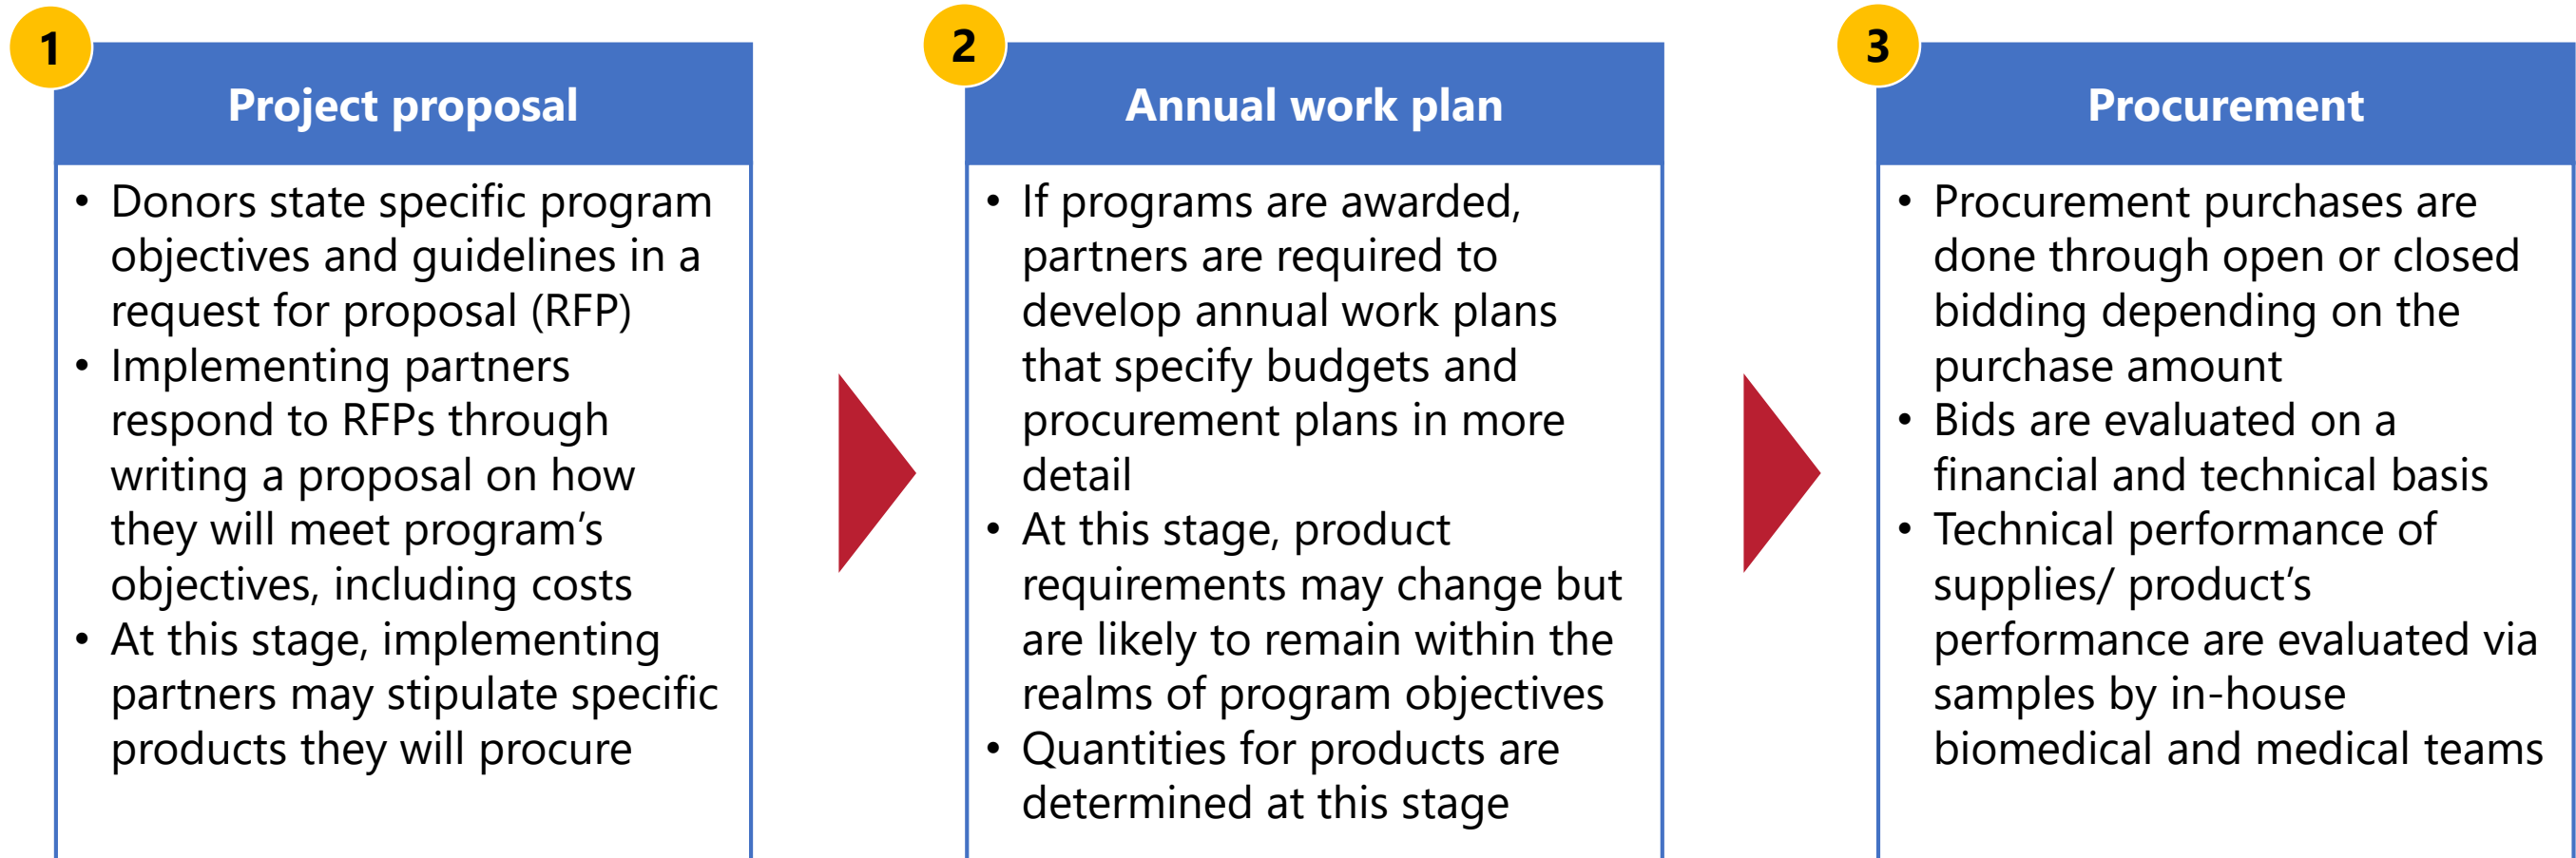 1
Project proposal
• Donors state specific program
objectives and guidelines in a
request for proposal (RFP)
• Implementing partners
respond to RFPs through
writing a proposal on how
they will meet program’s
objectives, including costs
• At this stage, implementing
partners may stipulate specific
products they will procure
2
Annual work plan
• If programs are awarded,
partners are required to
develop annual work plans
that specify budgets and
procurement plans in more
detail
• At this stage, product
requirements may change but
are likely to remain within the
realms of program objectives
• Quantities for products are
determined at this stage
3
Procurement
• Procurement purchases are
done through open or closed
bidding depending on the
purchase amount
• Bids are evaluated on a
financial and technical basis
• Technical performance of
supplies/ product’s
performance are evaluated via
samples by in-house
biomedical and medical teams